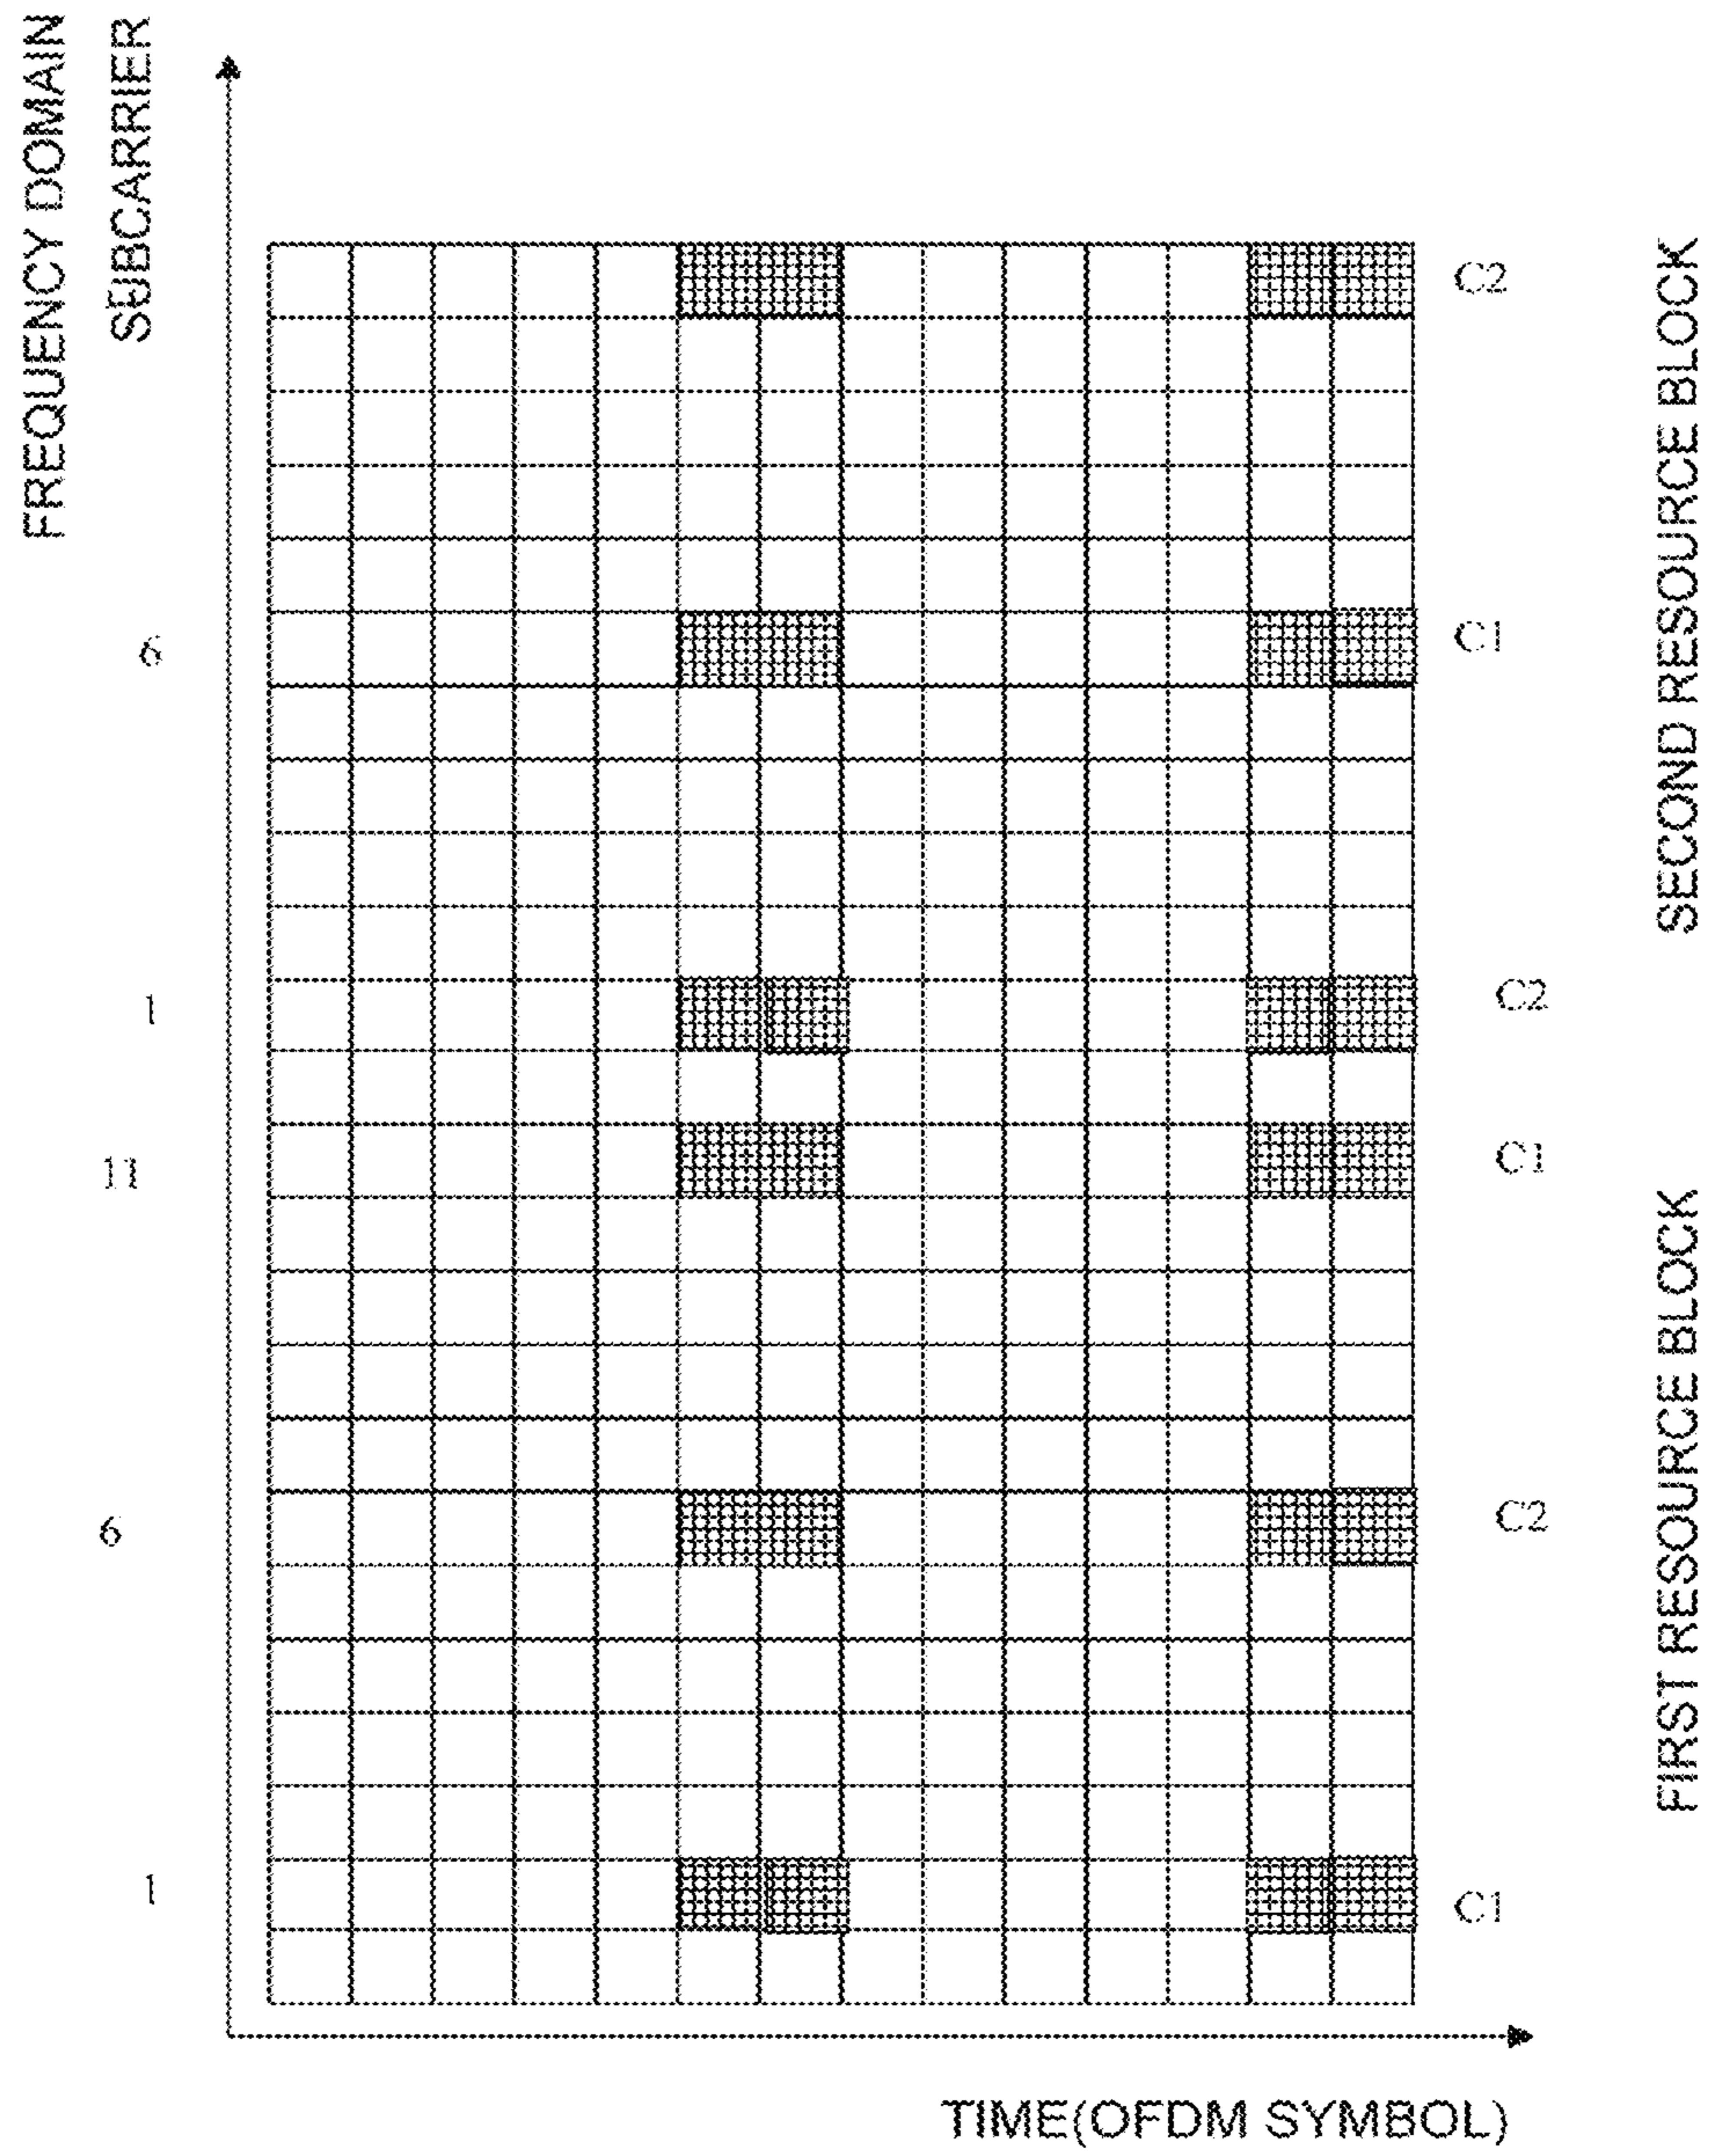 FREQUENCY DOMAIN
SUBCARRIER
C2
6
C1
1
C2
11
C1
6
C2
1
C1
SECOND RESOURCE BLOCK
FIRST RESOURCE BLOCK
TIME(OFDM SYMBOL)